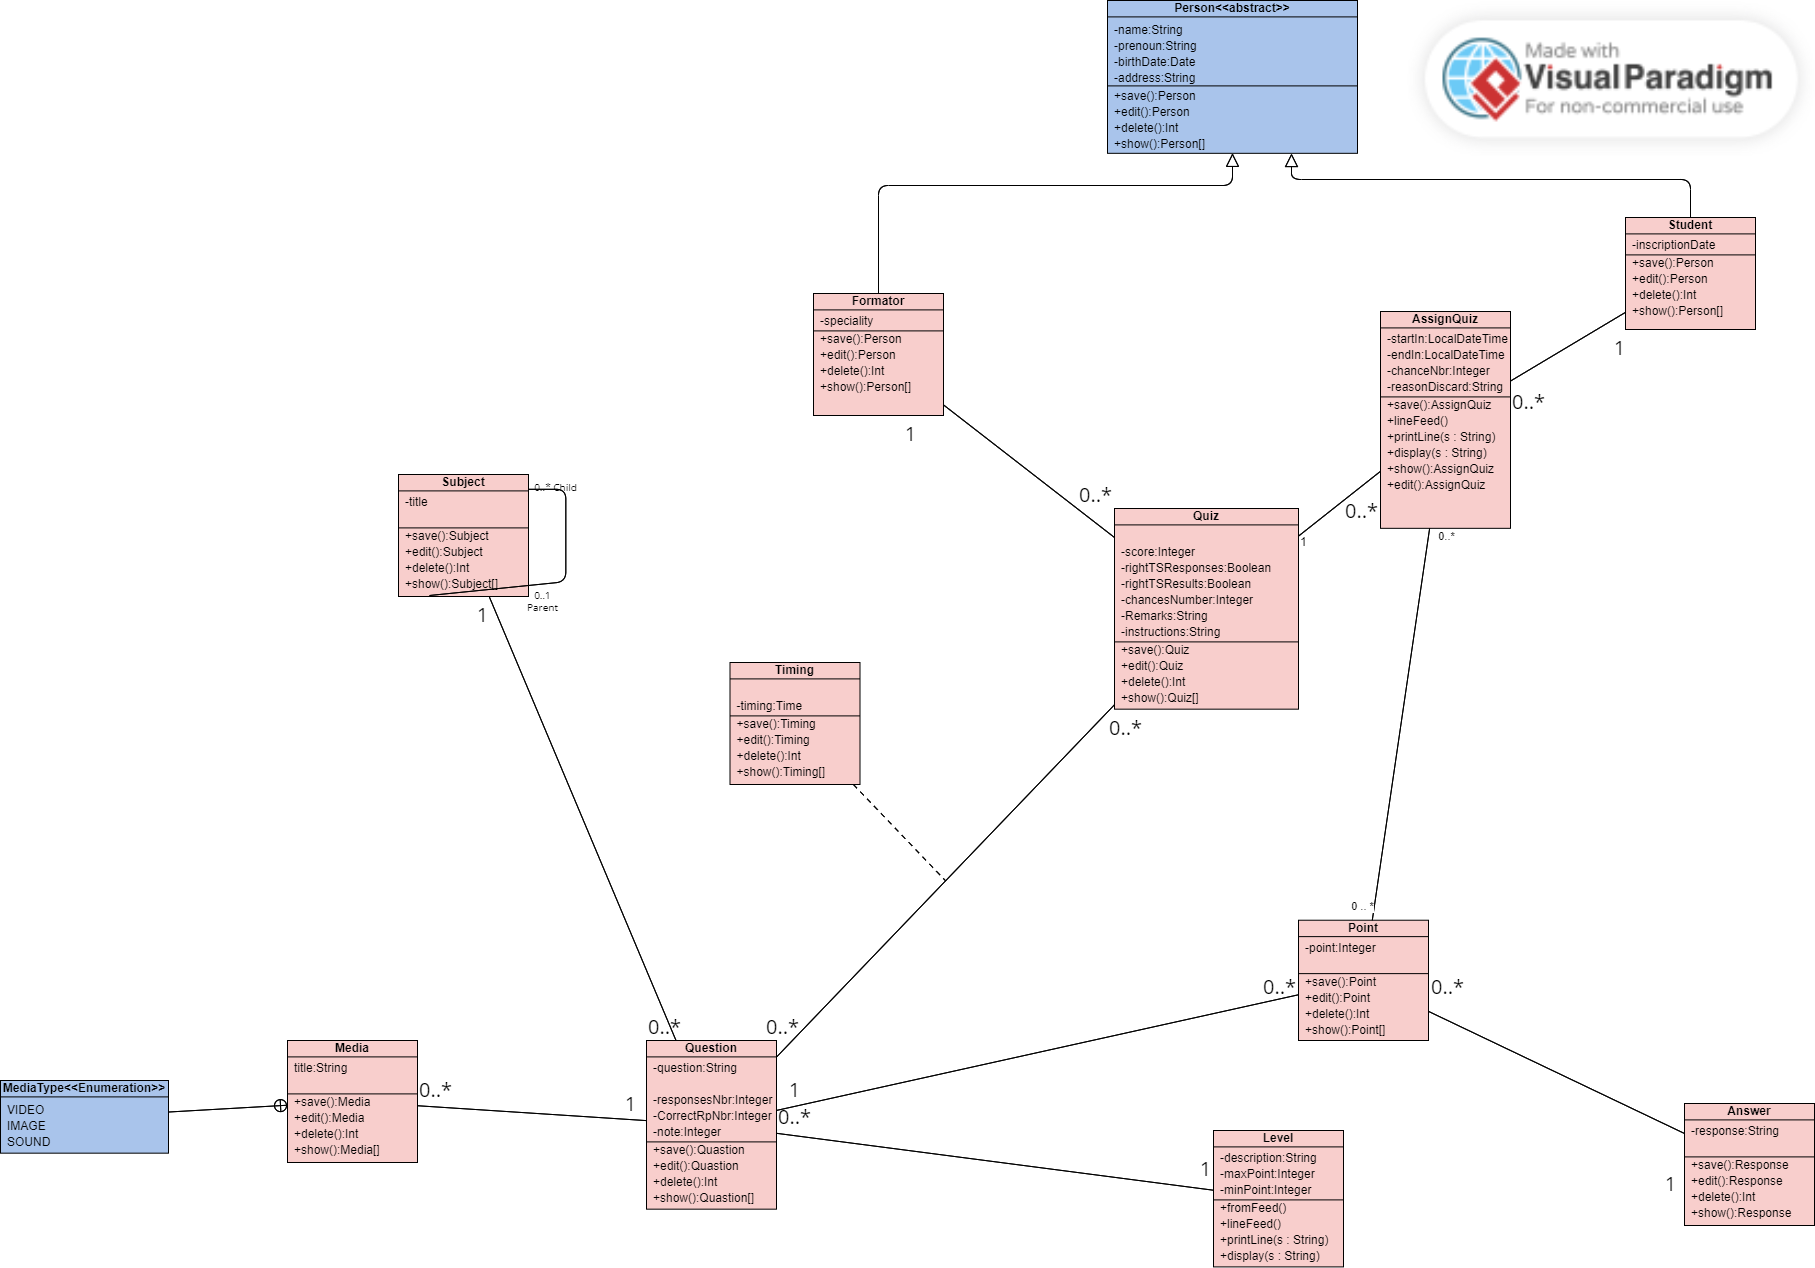 Person<<abstract>>
-name:String
-prenoun:String
-birthDate:Date
-address:String
+save():Person
+edit():Person
+delete():Int
+show():Person[]
Made with
VisualParadigm
For non-commercial use
Student
-inscriptionDate
+save():Person
+edit():Person
+delete():Int
+show():Person[]
1
Formator
-speciality
+save():Person
+edit():Person
+delete():Int
+show():Person[]
1
AssignQuiz
-startIn:LocalDateTime
-endIn:LocalDateTime
-chanceNbr:Integer
-reasonDiscard:String
+save():AssignQuiz
+lineFeed()
+printLine(s : String)
+display(s : String)
+show():AssignQuiz
+edit():AssignQuiz
0..*
0..*
0..*
Subject
-title
+save():Subject
+edit():Subject
+delete():Int
+show():Subject[]
0..* Child
0..1
Parent
1
0..*
Quiz
-score:Integer
-rightTSResponses:Boolean
-rightTSResults:Boolean
-chancesNumber:Integer
-Remarks:String
-instructions:String
+save():Quiz
+edit():Quiz
+delete():Int
+show():Quiz[]
1
0..*
Timing
-timing:Time
+save():Timing
+edit():Timing
+delete():Int
+show():Timing[]
0 .. *
Point
-point:Integer
+save():Point
+edit():Point
+delete():Int
+show():Point[]
0..*
0..*
0..*
0..*
Question
-question:String
-responsesNbr:Integer
-CorrectRpNbr:Integer
-note:Integer
+save():Quastion
+edit():Quastion
+delete():Int
+show():Quastion[]
1
0..*
1
Media
title:String
+save():Media
+edit():Media
+delete():Int
+show():Media[]
0..*
MediaType<<Enumeration>>
VIDEO
IMAGE
SOUND
Level
-description:String
-maxPoint:Integer
-minPoint:Integer
+fromFeed()
+lineFeed()
+printLine(s : String)
+display(s : String)
1
Answer
-response:String
+save():Response
+edit():Response
+delete():Int
+show():Response
1